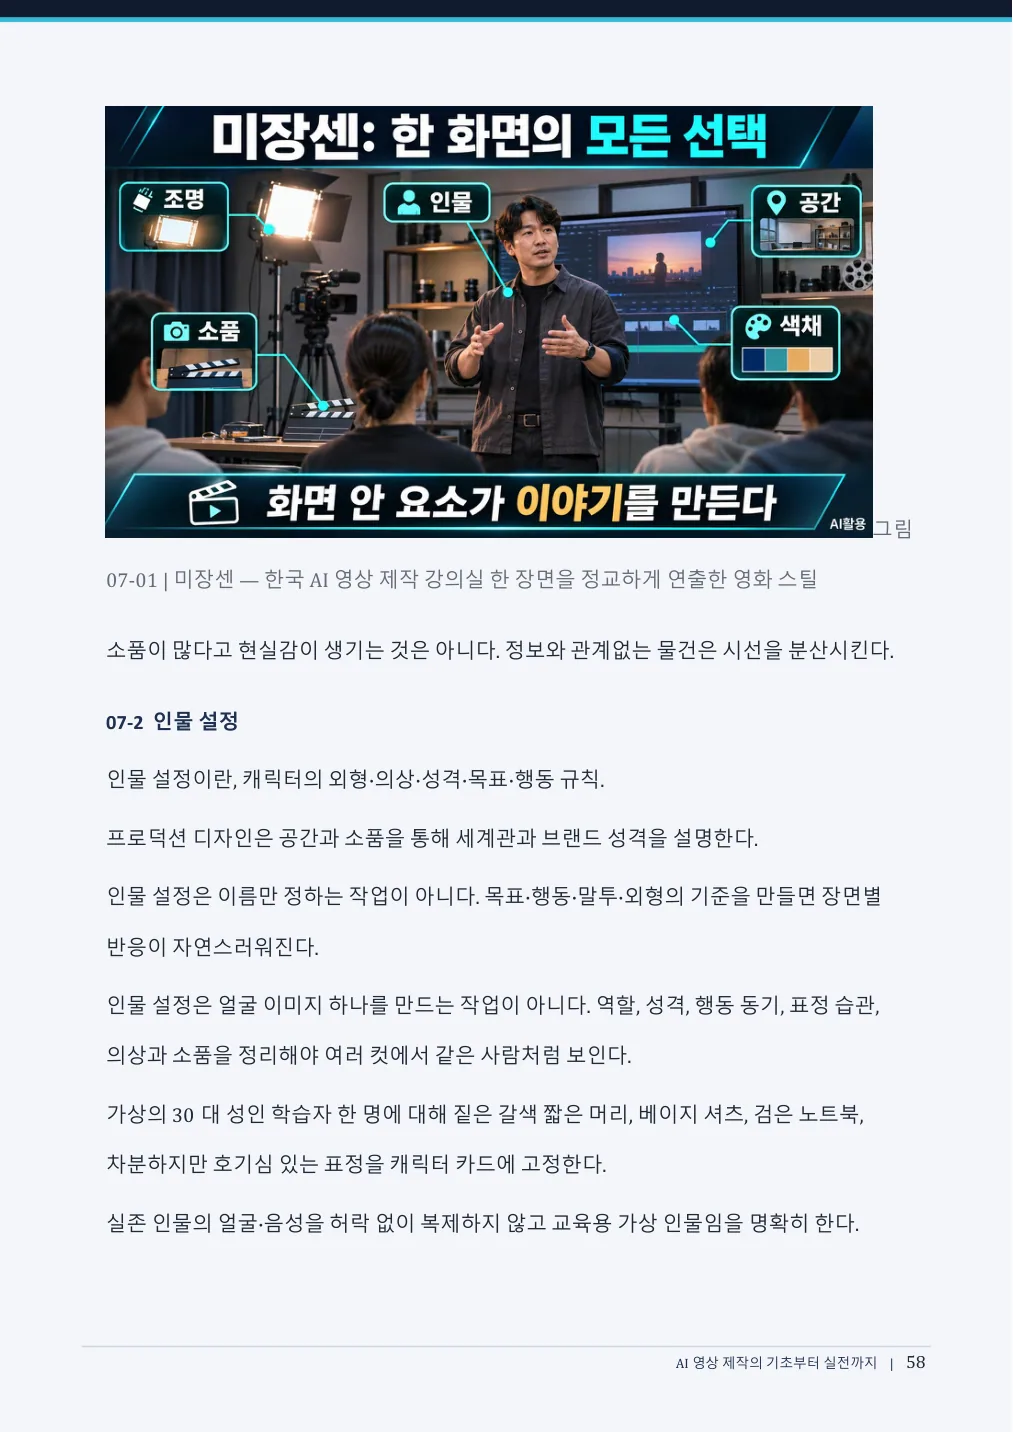 미장센: 한 화면의 모든 선택
조명
인물
공간
소품
색채
화면 안 요소가 이야기를 만든다
AI활용
그림
07-01 | 미장센 — 한국 AI 영상 제작 강의실 한 장면을 정교하게 연출한 영화 스틸
소품이 많다고 현실감이 생기는 것은 아니다. 정보와 관계없는 물건은 시선을 분산시킨다.
07-2 인물 설정
인물 설정이란, 캐릭터의 외형·의상·성격·목표·행동 규칙.
프로덕션 디자인은 공간과 소품을 통해 세계관과 브랜드 성격을 설명한다.
인물 설정은 이름만 정하는 작업이 아니다. 목표·행동·말투·외형의 기준을 만들면 장면별
반응이 자연스러워진다.
인물 설정은 얼굴 이미지 하나를 만드는 작업이 아니다. 역할, 성격, 행동 동기, 표정 습관,
의상과 소품을 정리해야 여러 컷에서 같은 사람처럼 보인다.
가상의 30 대 성인 학습자 한 명에 대해 짙은 갈색 짧은 머리, 베이지 셔츠, 검은 노트북,
차분하지만 호기심 있는 표정을 캐릭터 카드에 고정한다.
실존 인물의 얼굴·음성을 허락 없이 복제하지 않고 교육용 가상 인물임을 명확히 한다.
AI 영상 제작의 기초부터 실전까지 | 58